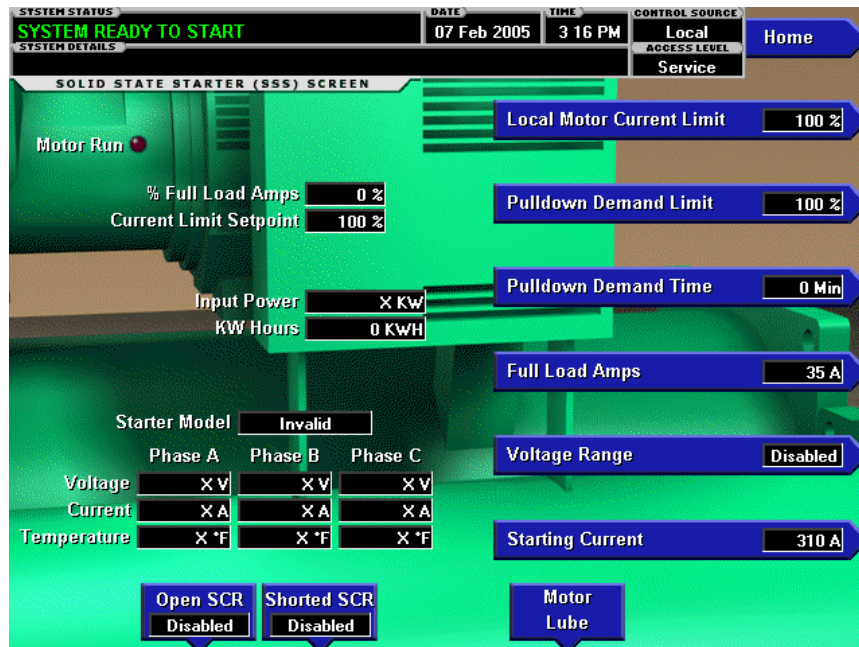 SYSTEM STATUS
SYSTEM READY TO START
DATE
07 Feb 2005
TIME
3 16 PM
CONTROL SOURCE
Local
ACCESS LEVEL
Service
Home
SYSTEM DETAILS
SOLID STATE STARTER (SSS) SCREEN
Motor Run
% Full Load Amps 0 %
Current Limit Setpoint 100 %
Input Power X KW
KW Hours 0 KWH
Starter Model Invalid
Phase A Phase B Phase C
Voltage X V X V X V
Current X A X A X A
Temperature X °F X °F X °F
Local Motor Current Limit 100 %
Pulldown Demand Limit 100 %
Pulldown Demand Time 0 Min
Full Load Amps 35 A
Voltage Range Disabled
Starting Current 310 A
Open SCR
Disabled
Shorted SCR
Disabled
Motor
Lube